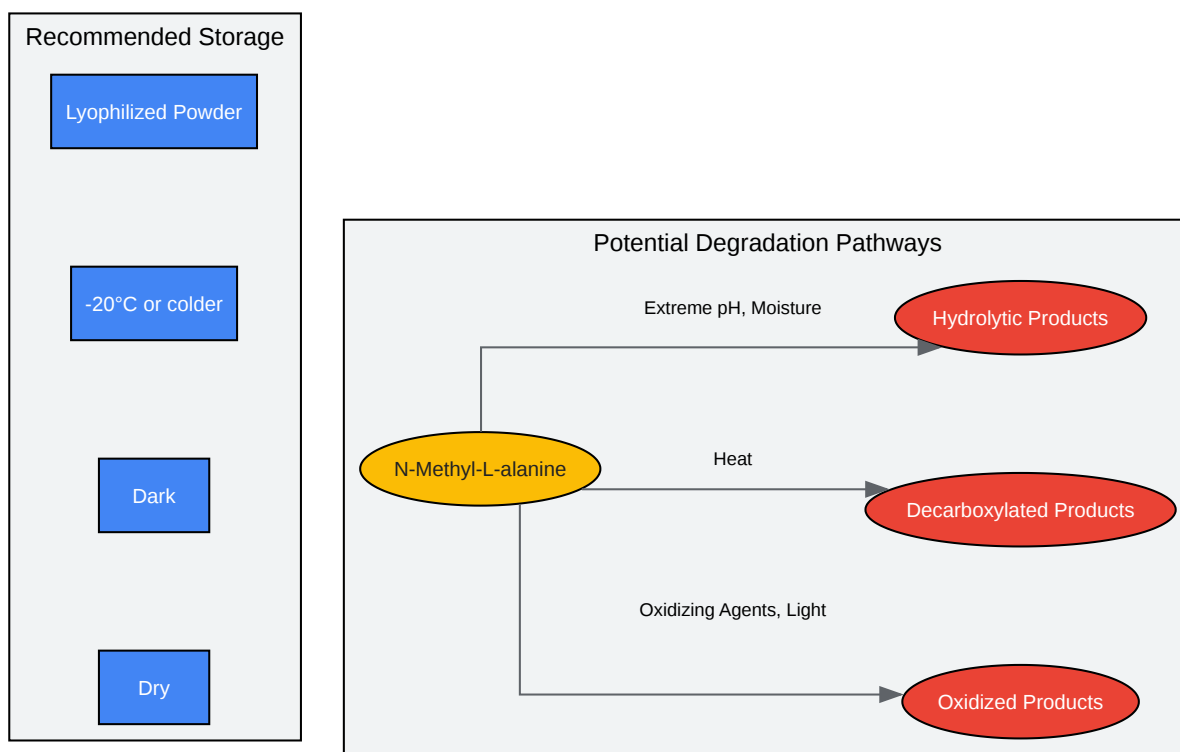 Recommended Storage
Lyophilized Powder
-20°C or colder
Dark
Dry
Potential Degradation Pathways
Extreme pH, Moisture
Hydrolytic Products
N-Methyl-L-alanine
Heat
Decarboxylated Products
Oxidizing Agents, Light
Oxidized Products